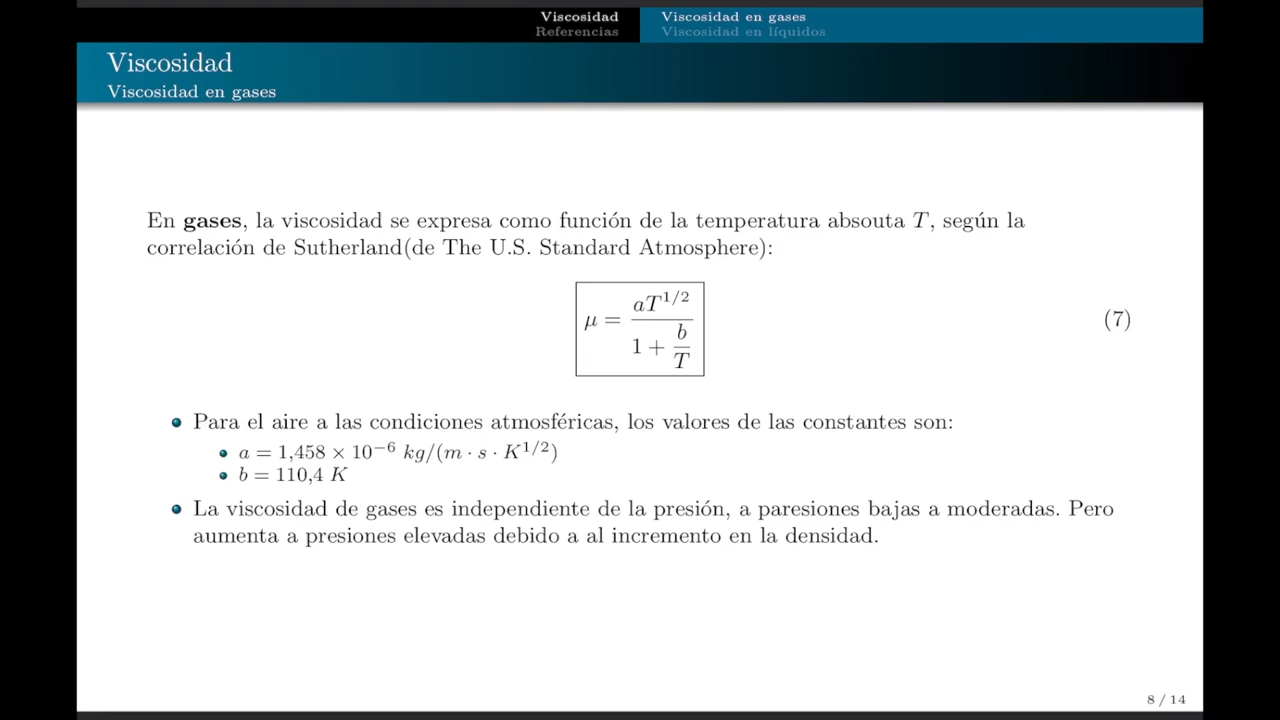 Viscosidad
Referencias
Viscosidad en gases
Viscosidad en líquidos
Viscosidad
Viscosidad en gases
En gases, la viscosidad se expresa como función de la temperatura absouta T, según la
correlación de Sutherland(de The U.S. Standard Atmosphere):
μ = \frac{aT^{1/2}}{1 + \frac{b}{T}}
(7)
Para el aire a las condiciones atmosféricas, los valores de las constantes son:
a = 1,458 × 10^{−6} kg/(m · s · K^{1/2})
b = 110,4 K
La viscosidad de gases es independiente de la presión, a paresiones bajas a moderadas. Pero
aumenta a presiones elevadas debido a al incremento en la densidad.
8 / 14